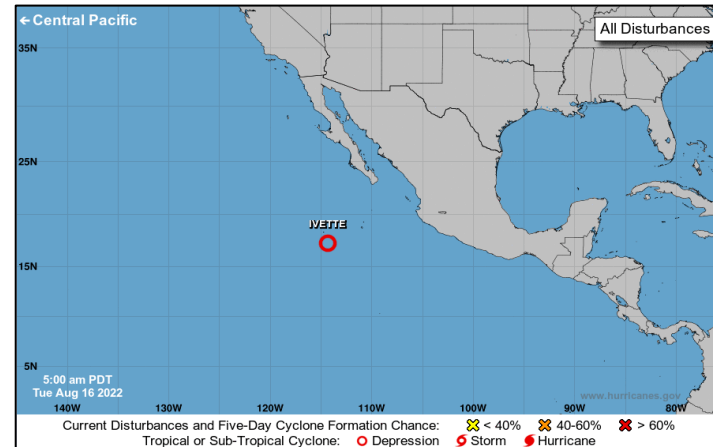 ← Central Pacific
All Disturbances
35N
25N
IVETTE
15N
5N
5:00 am PDT
Tue Aug 16 2022
www.hurricanes.gov
140W 130W 120W 110W 100W 90W 80W
Current Disturbances and Five-Day Cyclone Formation Chance: < 40% 40-60% > 60%
Tropical or Sub-Tropical Cyclone: Depression Storm Hurricane